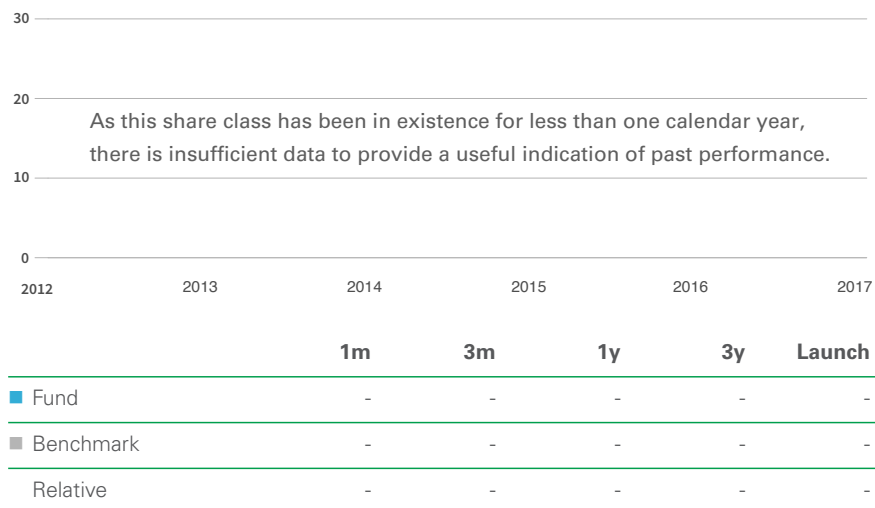 30
20
As this share class has been in existence for less than one calendar year,
there is insufficient data to provide a useful indication of past performance.
10
0
2012 2013 2014 2015 2016 2017
1m 3m 1y 3y Launch
Fund - - - - -
Benchmark - - - - -
Relative - - - - -